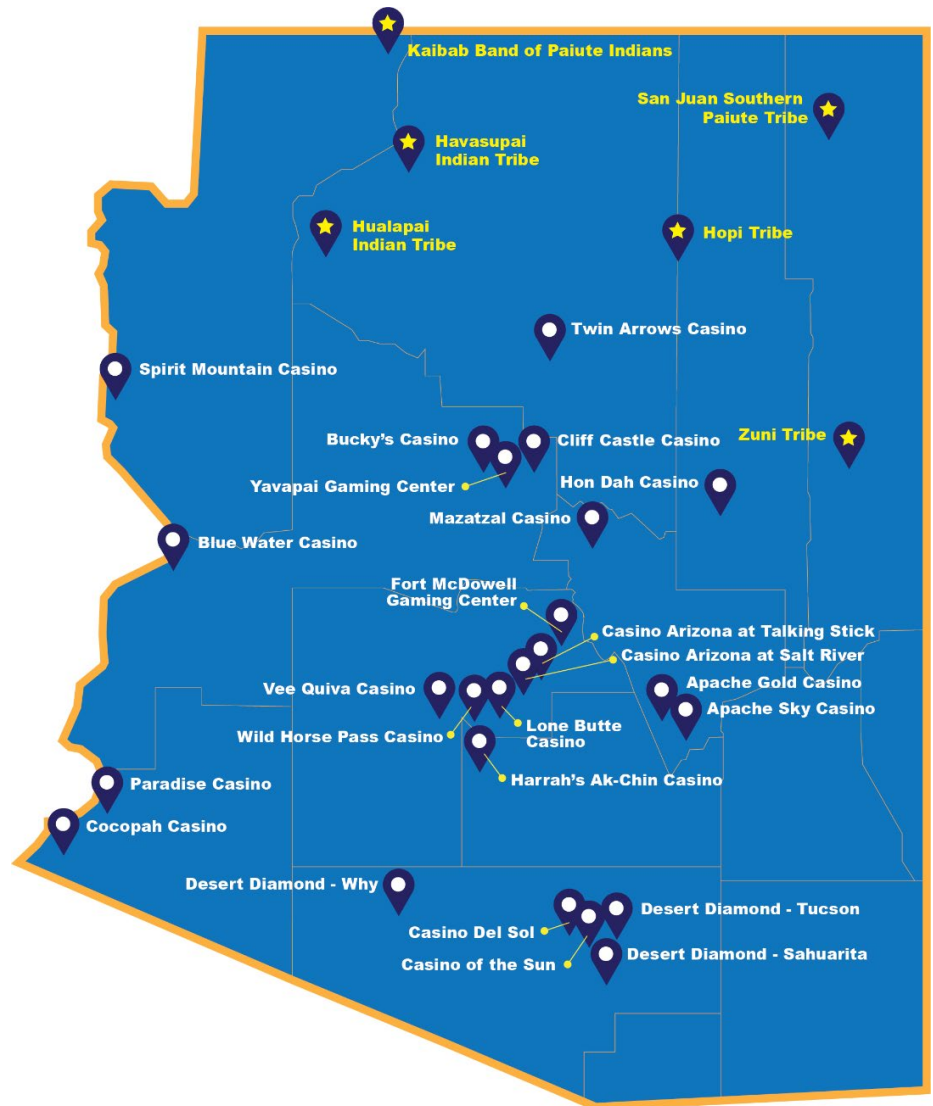 Kaibab Band of Paiute Indians
San Juan Southern
Paiute Tribe
Havasupai
Indian Tribe
Hualapai
Indian Tribe
Hopi Tribe
Twin Arrows Casino
Spirit Mountain Casino
Bucky's Casino
Cliff Castle Casino
Zuni Tribe
Yavapai Gaming Center
Hon Dah Casino
Mazatzal Casino
Blue Water Casino
Fort McDowell
Gaming Center
Casino Arizona at Talking Stick
Casino Arizona at Salt River
Vee Quiva Casino
Apache Gold Casino
Apache Sky Casino
Wild Horse Pass Casino
Lone Butte
Casino
Harrah's Ak-Chin Casino
Paradise Casino
Cocopah Casino
Desert Diamond - Why
Desert Diamond - Tucson
Casino Del Sol
Casino of the Sun
Desert Diamond - Sahuarita